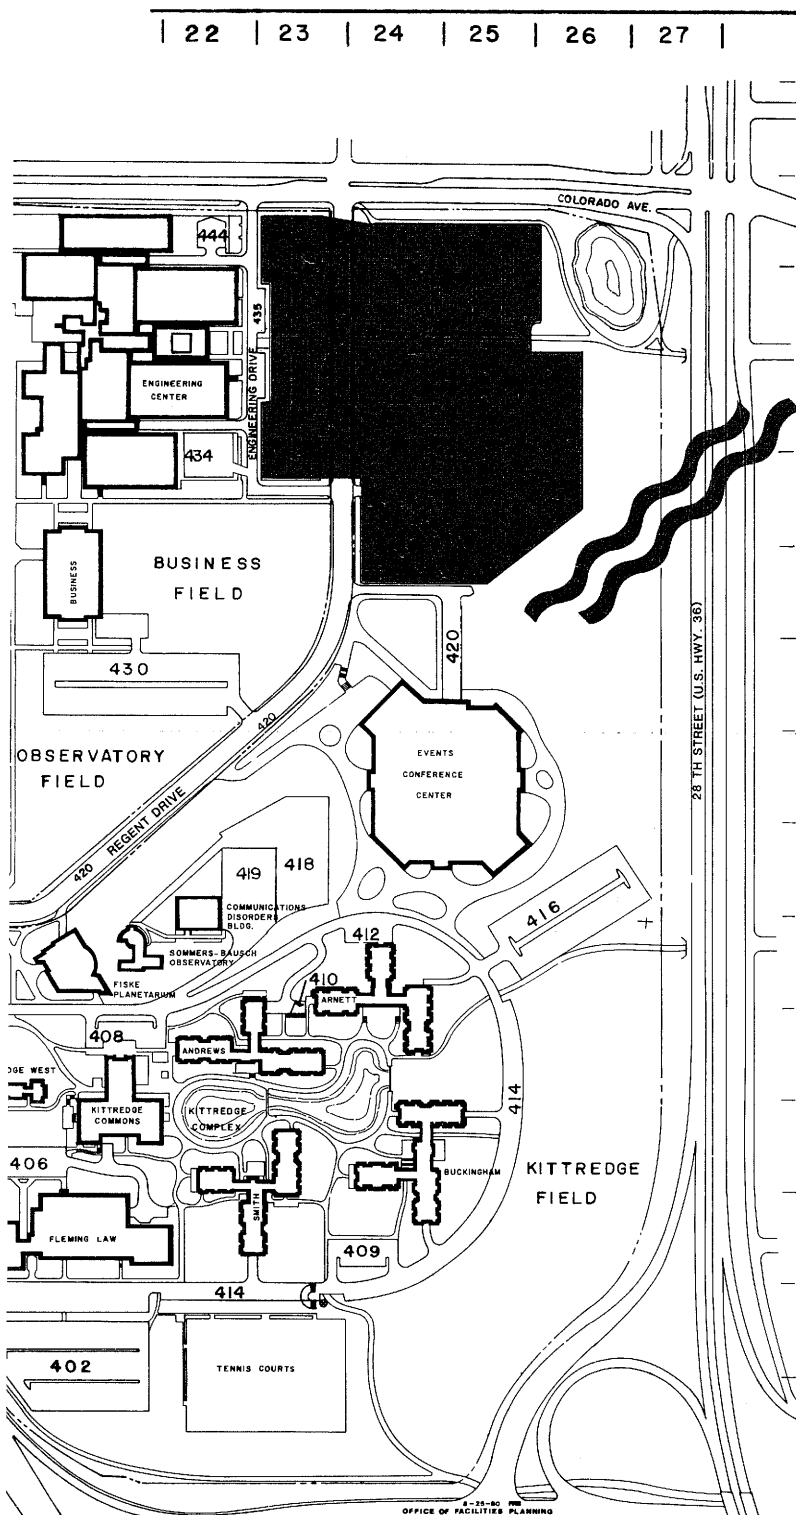 22 23 24 25 26 27
COLORADO AVE.
444
435
ENGINEERING DRIVE
ENGINEERING
CENTER
434
BUSINESS
BUSINESS
FIELD
430
420
420
OBSERVATORY
FIELD
REGENT DRIVE
420
EVENTS
CONFERENCE
CENTER
28 TH STREET (U.S. HWY. 36)
419
418
416
COMMUNICATIONS
DISORDERS
BLDG.
412
SOMMERS-BAUSCH
OBSERVATORY
FISKE
PLANETARIUM
410
ARNETT
408
ANDREWS
DGE WEST
KITTREDGE
COMMONS
KITTREDGE
COMPLEX
414
406
BUCKINGHAM
KITTREDGE
FIELD
SMITH
FLEMING LAW
409
414
402
TENNIS COURTS
OFFICE OF FACILITIES PLANNING